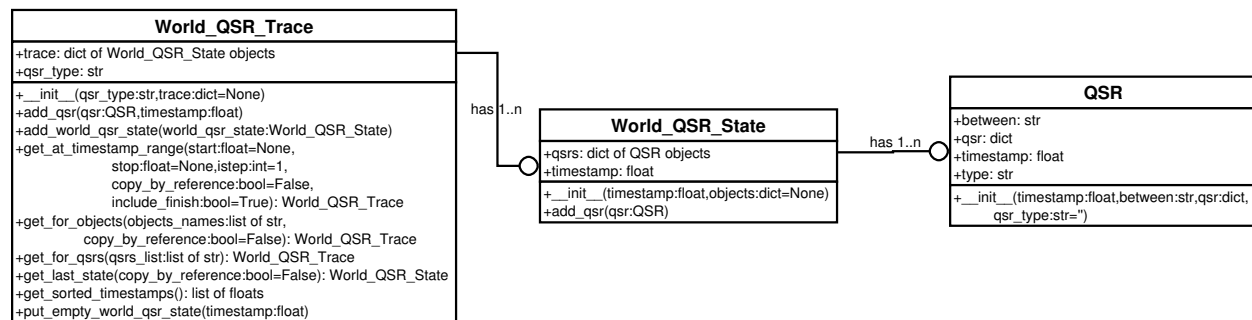 World_QSR_Trace
+trace: dict of World_QSR_State objects
+qsr_type: str
+__init__(qsr_type:str,trace:dict=None)
+add_qsr(qsr:QSR,timestamp:float)
+add_world_qsr_state(world_qsr_state:World_QSR_State)
+get_at_timestamp_range(start:float=None,
stop:float=None,istep:int=1,
copy_by_reference:bool=False,
include_finish:bool=True): World_QSR_Trace
+get_for_objects(objects_names:list of str,
copy_by_reference:bool=False): World_QSR_Trace
+get_for_qsrs(qsrs_list:list of str): World_QSR_Trace
+get_last_state(copy_by_reference:bool=False): World_QSR_State
+get_sorted_timestamps(): list of floats
+put_empty_world_qsr_state(timestamp:float)
has 1..n
World_QSR_State
+qsrs: dict of QSR objects
+timestamp: float
+__init__(timestamp:float,objects:dict=None)
+add_qsr(qsr:QSR)
has 1..n
QSR
+between: str
+qsr: dict
+timestamp: float
+type: str
+__init__(timestamp:float,between:str,qsr:dict,
qsr_type:str='')